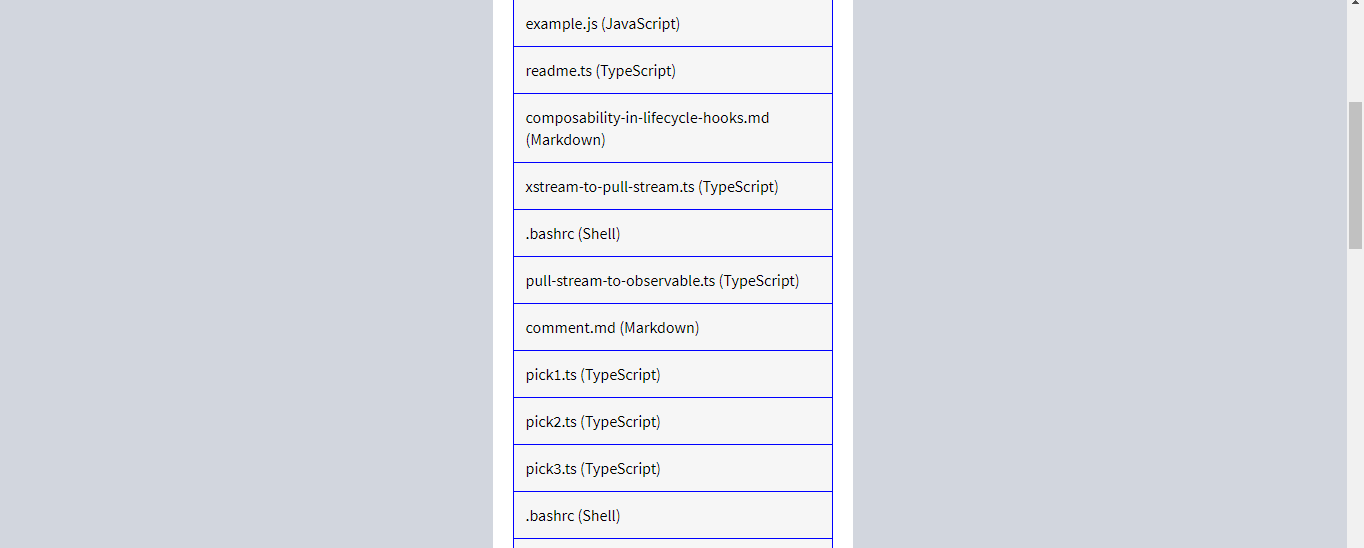 example.js (JavaScript)
readme.ts (TypeScript)
composability-in-lifecycle-hooks.md
(Markdown)
xstream-to-pull-stream.ts (TypeScript)
.bashrc (Shell)
pull-stream-to-observable.ts (TypeScript)
comment.md (Markdown)
pick1.ts (TypeScript)
pick2.ts (TypeScript)
pick3.ts (TypeScript)
.bashrc (Shell)